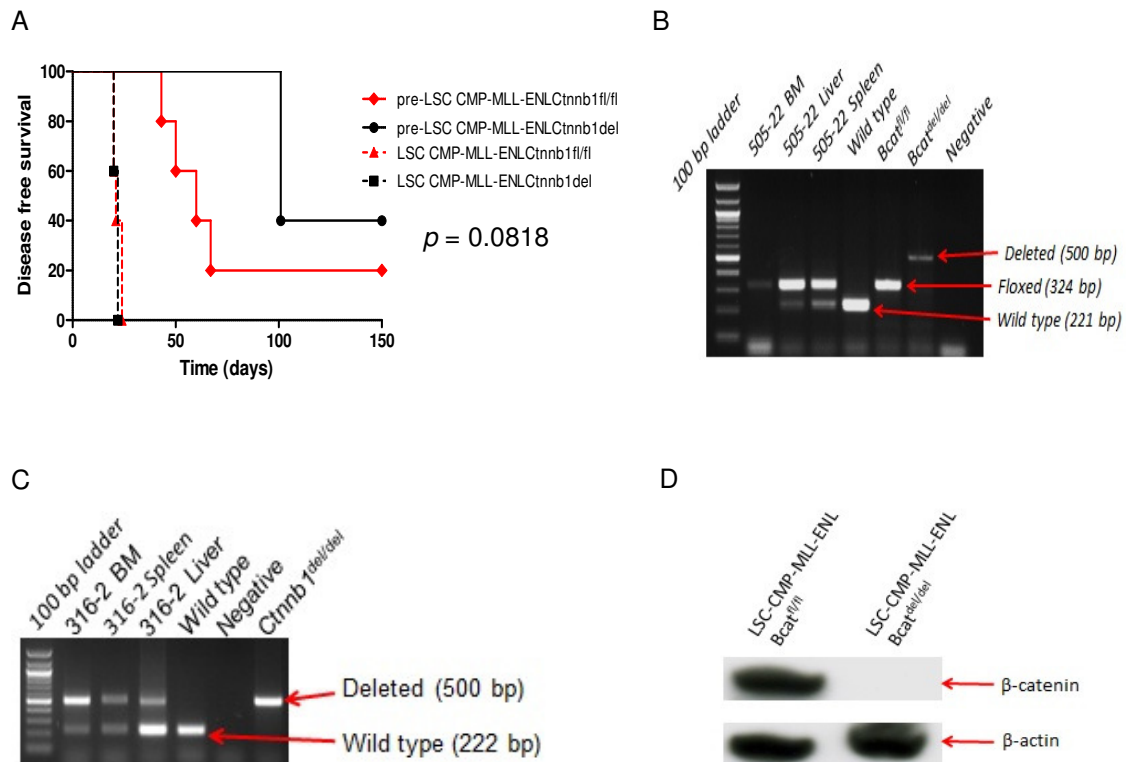 A
Disease free survival
100
80
60
40
20
0
0
50
100
150
Time (days)
pre-LSC CMP-MLL-ENLCtnnb1fl/fl
pre-LSC CMP-MLL-ENLCtnnb1del
LSC CMP-MLL-ENLCtnnb1fl/fl
LSC CMP-MLL-ENLCtnnb1del
p = 0.0818
B
100 bp ladder
505-22 BM
505-22 Liver
505-22 Spleen
Wild type
Bcatfl/fl
Bcatdel/del
Negative
Deleted (500 bp)
Floxed (324 bp)
Wild type (221 bp)
C
100 bp ladder
316-2 BM
316-2 Spleen
316-2 Liver
Wild type
Negative
Ctnnb 1del/del
Deleted (500 bp)
Wild type (222 bp)
D
LSC-CMP-MLL-ENL
Bcatfl/fl
LSC-CMP-MLL-ENL
Bcatdel/del
β-catenin
β-actin